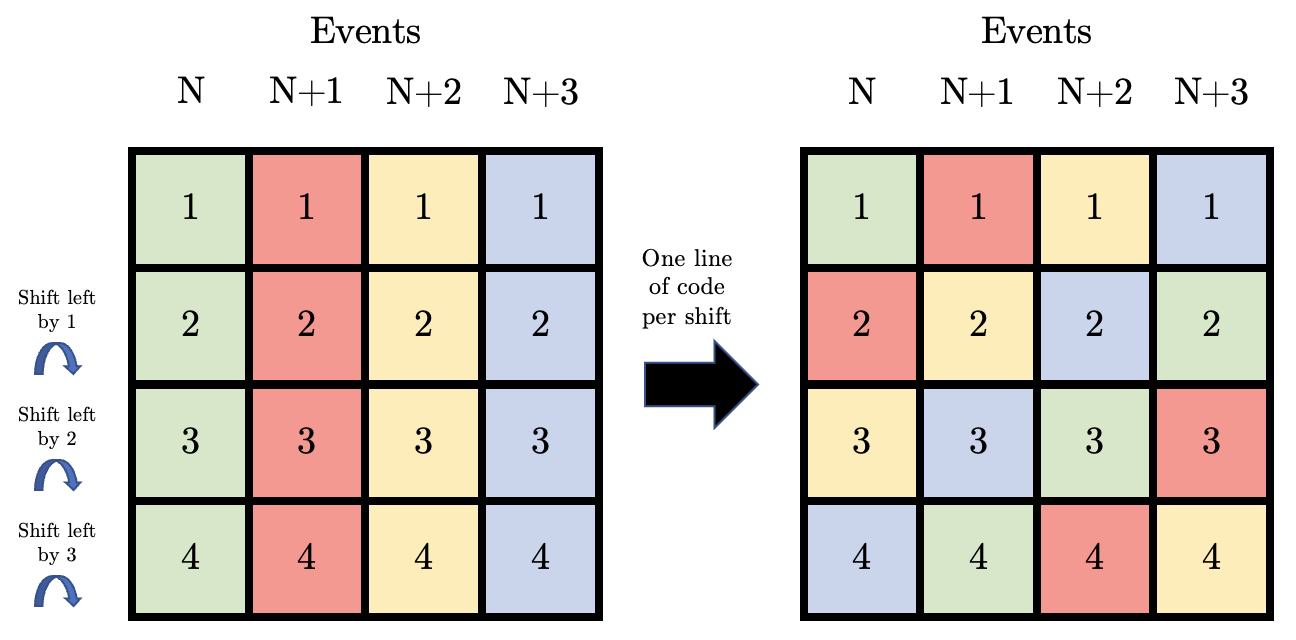 Events
N N+1 N+2 N+3
1 1 1 1
Shift left
by 1
2 2 2 2
Shift left
by 2
3 3 3 3
Shift left
by 3
4 4 4 4
One line
of code
per shift
Events
N N+1 N+2 N+3
1 1 1 1
2 2 2 2
3 3 3 3
4 4 4 4